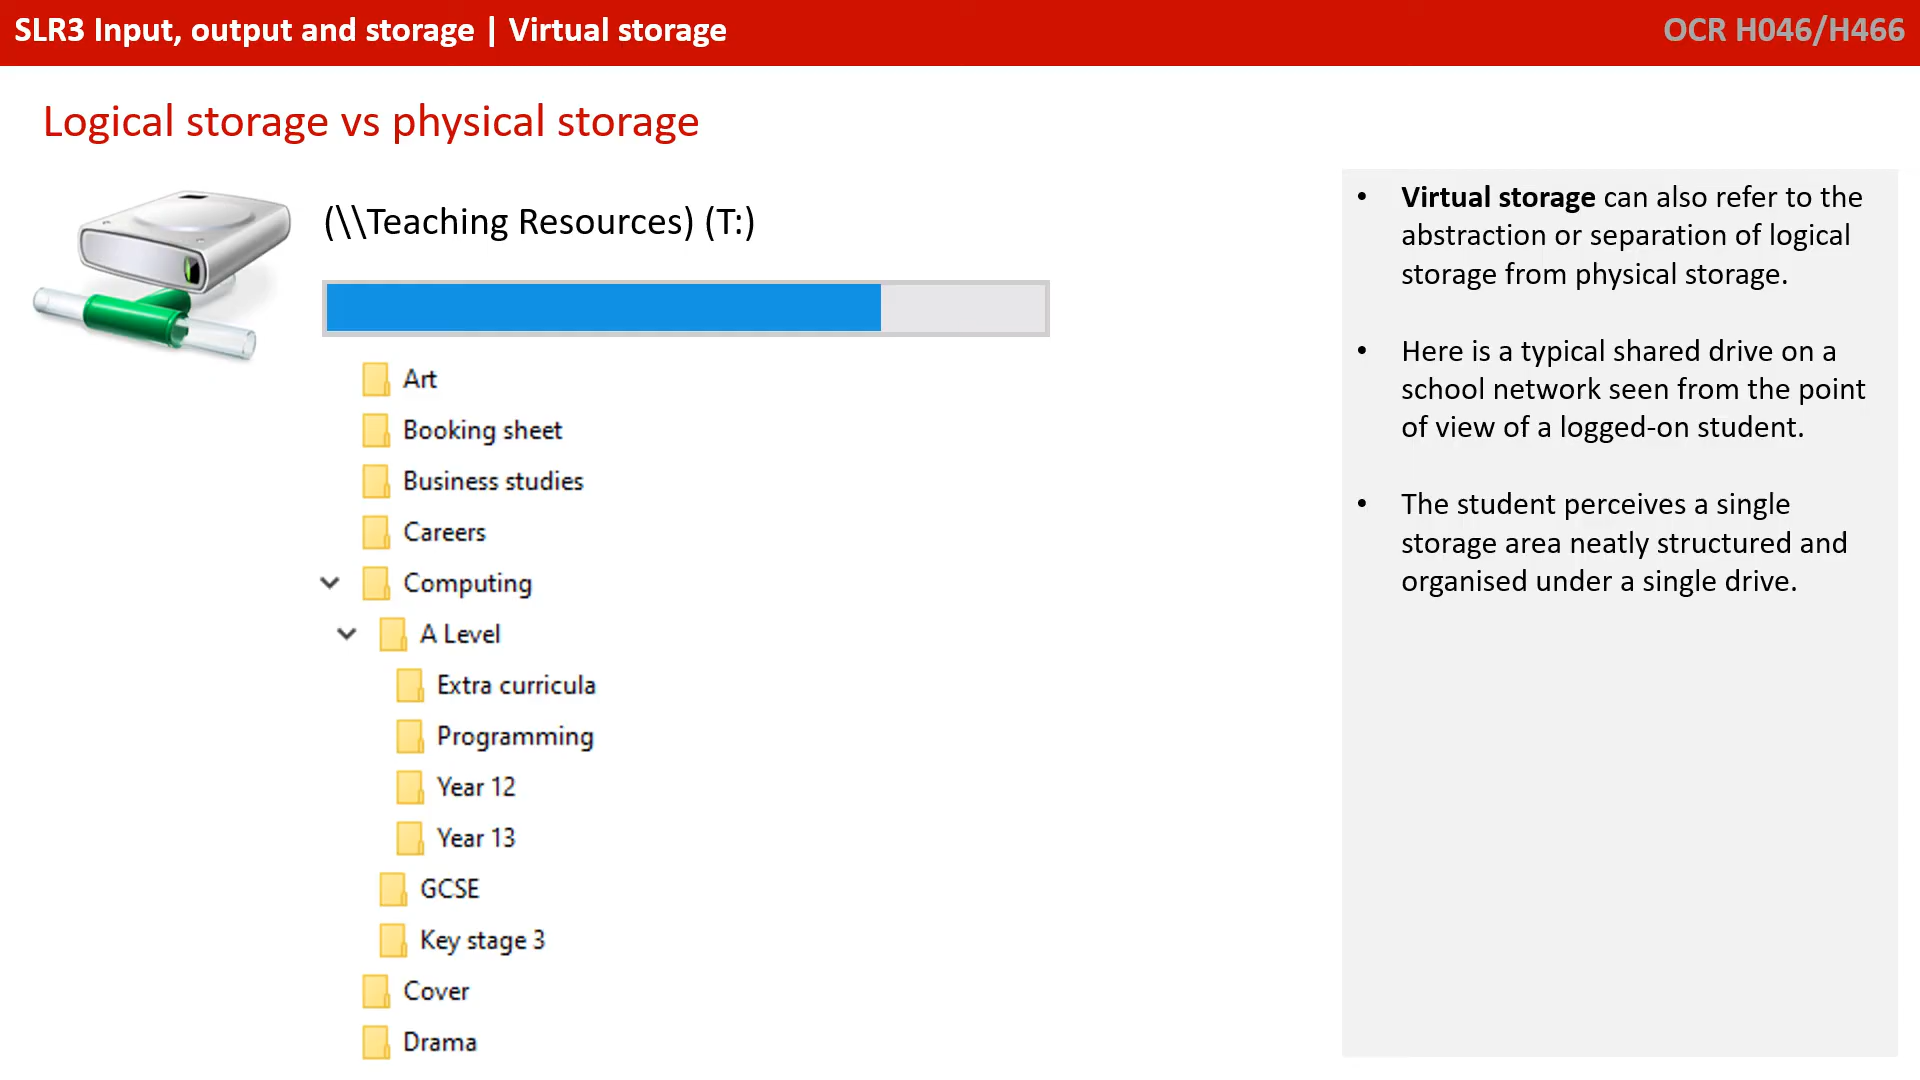 SLR3 Input, output and storage | Virtual storage
OCR H046/H466
Logical storage vs physical storage
(\\Teaching Resources) (T:)
Art
Booking sheet
Business studies
Careers
Computing
A Level
Extra curricula
Programming
Year 12
Year 13
GCSE
Key stage 3
Cover
Drama
• Virtual storage can also refer to the
abstraction or separation of logical
storage from physical storage.
• Here is a typical shared drive on a
school network seen from the point
of view of a logged-on student.
• The student perceives a single
storage area neatly structured and
organised under a single drive.